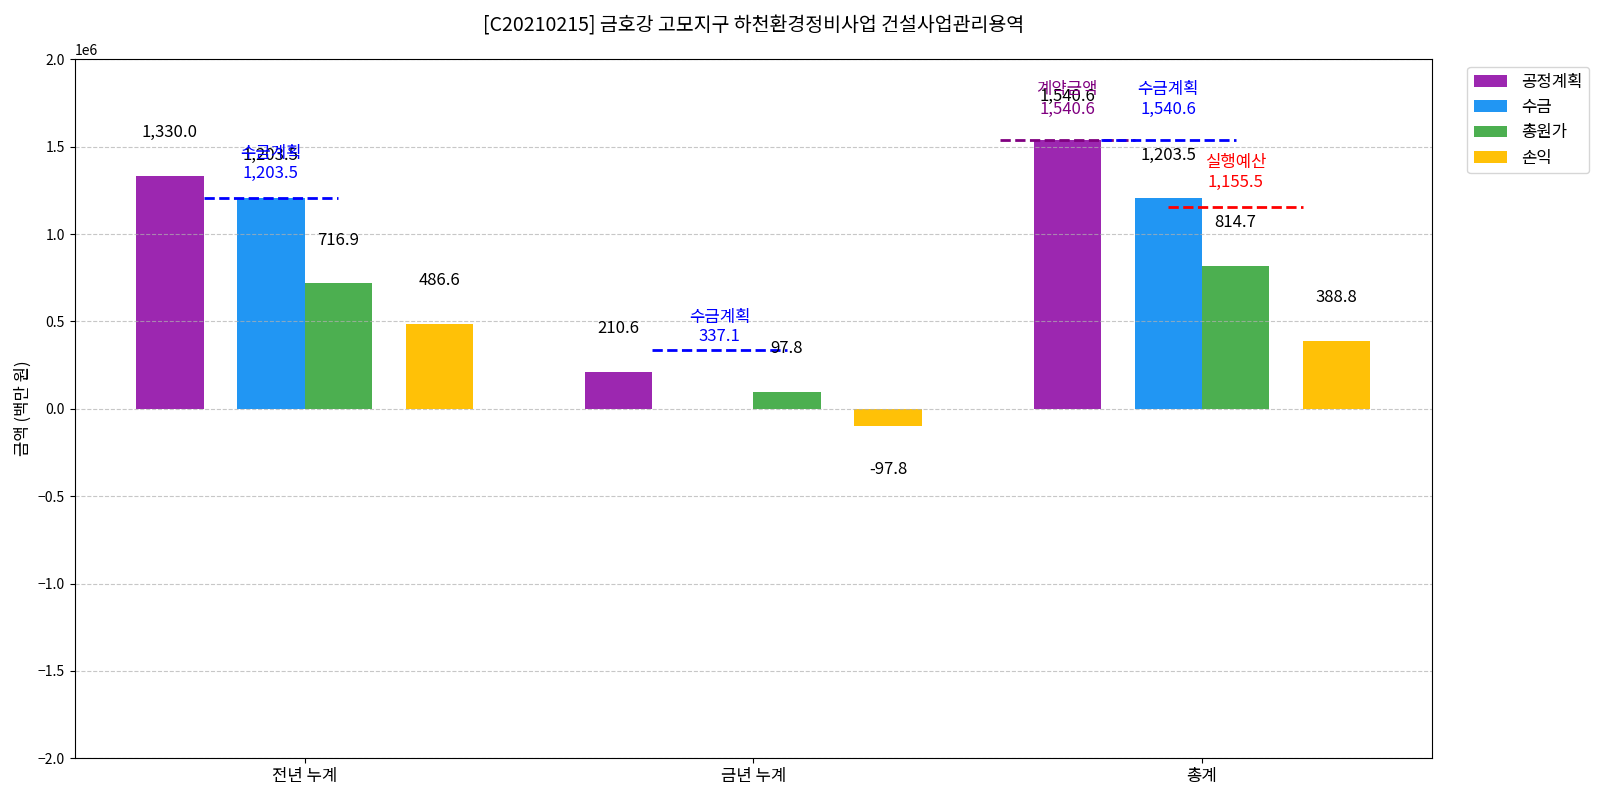 [C20210215] 금호강 고모지구 하천환경정비사업 건설사업관리용역
1e6
2.0
1.5
1.0
0.5
0.0
−0.5
−1.0
−1.5
−2.0
금액 (백만 원)
1,330.0
수금계획
1,203.5
1,203.5
716.9
486.6
210.6
수금계획
337.1
97.8
-97.8
계약금액
1,540.6
1,540.6
수금계획
1,540.6
1,203.5
실행예산
1,155.5
814.7
388.8
전년 누계
금년 누계
총계
공정계획
수금
총원가
손익